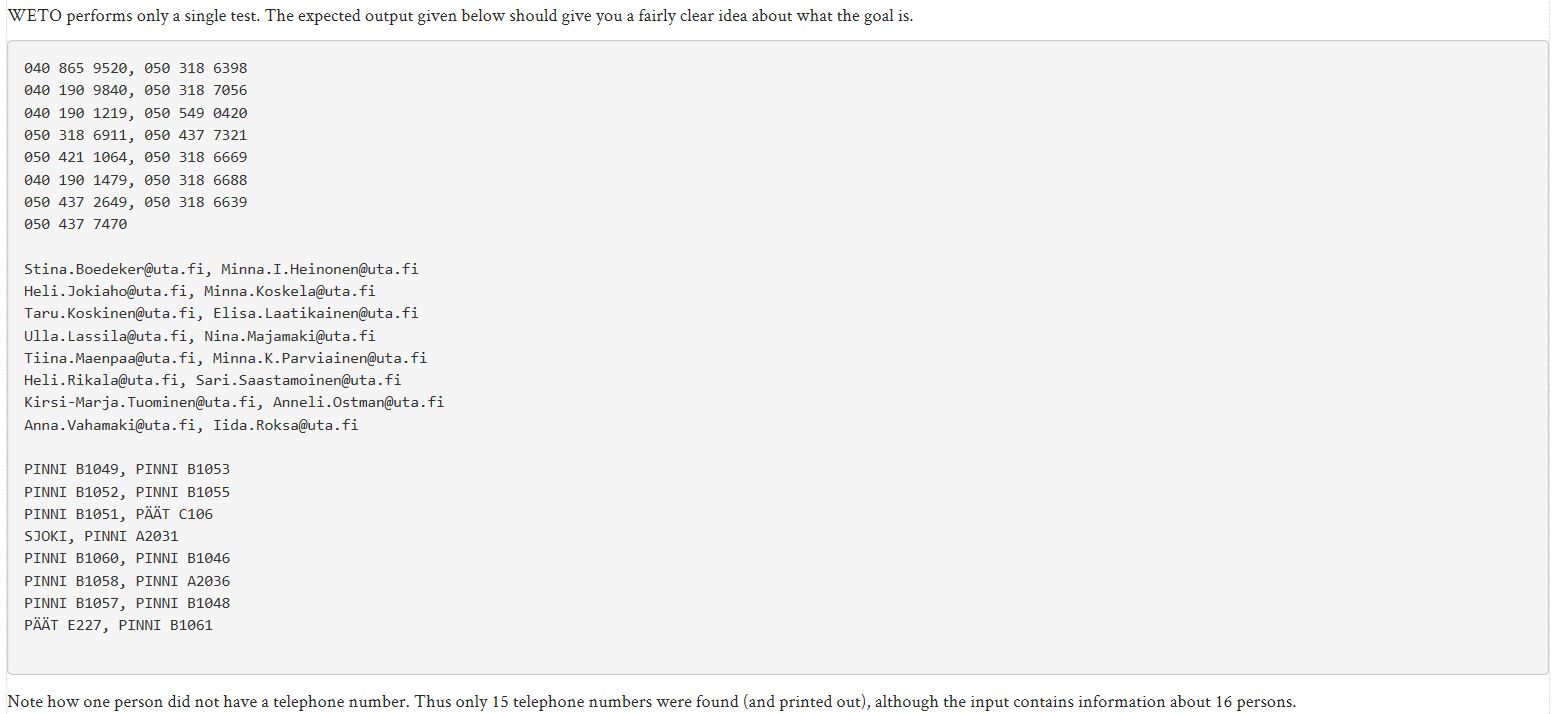 WETO performs only a single test. The expected output given below should give you a fairly clear idea about what the goal is.
040 865 9520, 050 318 6398
040 190 9840, 050 318 7056
040 190 1219, 050 549 0420
050 318 6911, 050 437 7321
050 421 1064, 050 318 6669
040 190 1479, 050 318 6688
050 437 2649, 050 318 6639
050 437 7470
Stina.Boedeker@uta.fi, Minna.I.Heinonen@uta.fi
Heli.Jokiaho@uta.fi, Minna.Koskela@uta.fi
Taru.Koskinen@uta.fi, Elisa.Laatikainen@uta.fi
Ulla.Lassila@uta.fi, Nina.Majamaki@uta.fi
Tiina.Maenpaa@uta.fi, Minna.K.Parviainen@uta.fi
Heli.Rikala@uta.fi, Sari.Saastamoinen@uta.fi
Kirsi-Marja.Tuominen@uta.fi, Anneli.Ostman@uta.fi
Anna.Vahamaki@uta.fi, Iida.Roksa@uta.fi
PINNI B1049, PINNI B1053
PINNI B1052, PINNI B1055
PINNI B1051, PÄÄT C106
SJOKI, PINNI A2031
PINNI B1060, PINNI B1046
PINNI B1058, PINNI A2036
PINNI B1057, PINNI B1048
PÄÄT E227, PINNI B1061
Note how one person did not have a telephone number. Thus only 15 telephone numbers were found (and printed out), although the input contains information about 16 persons.